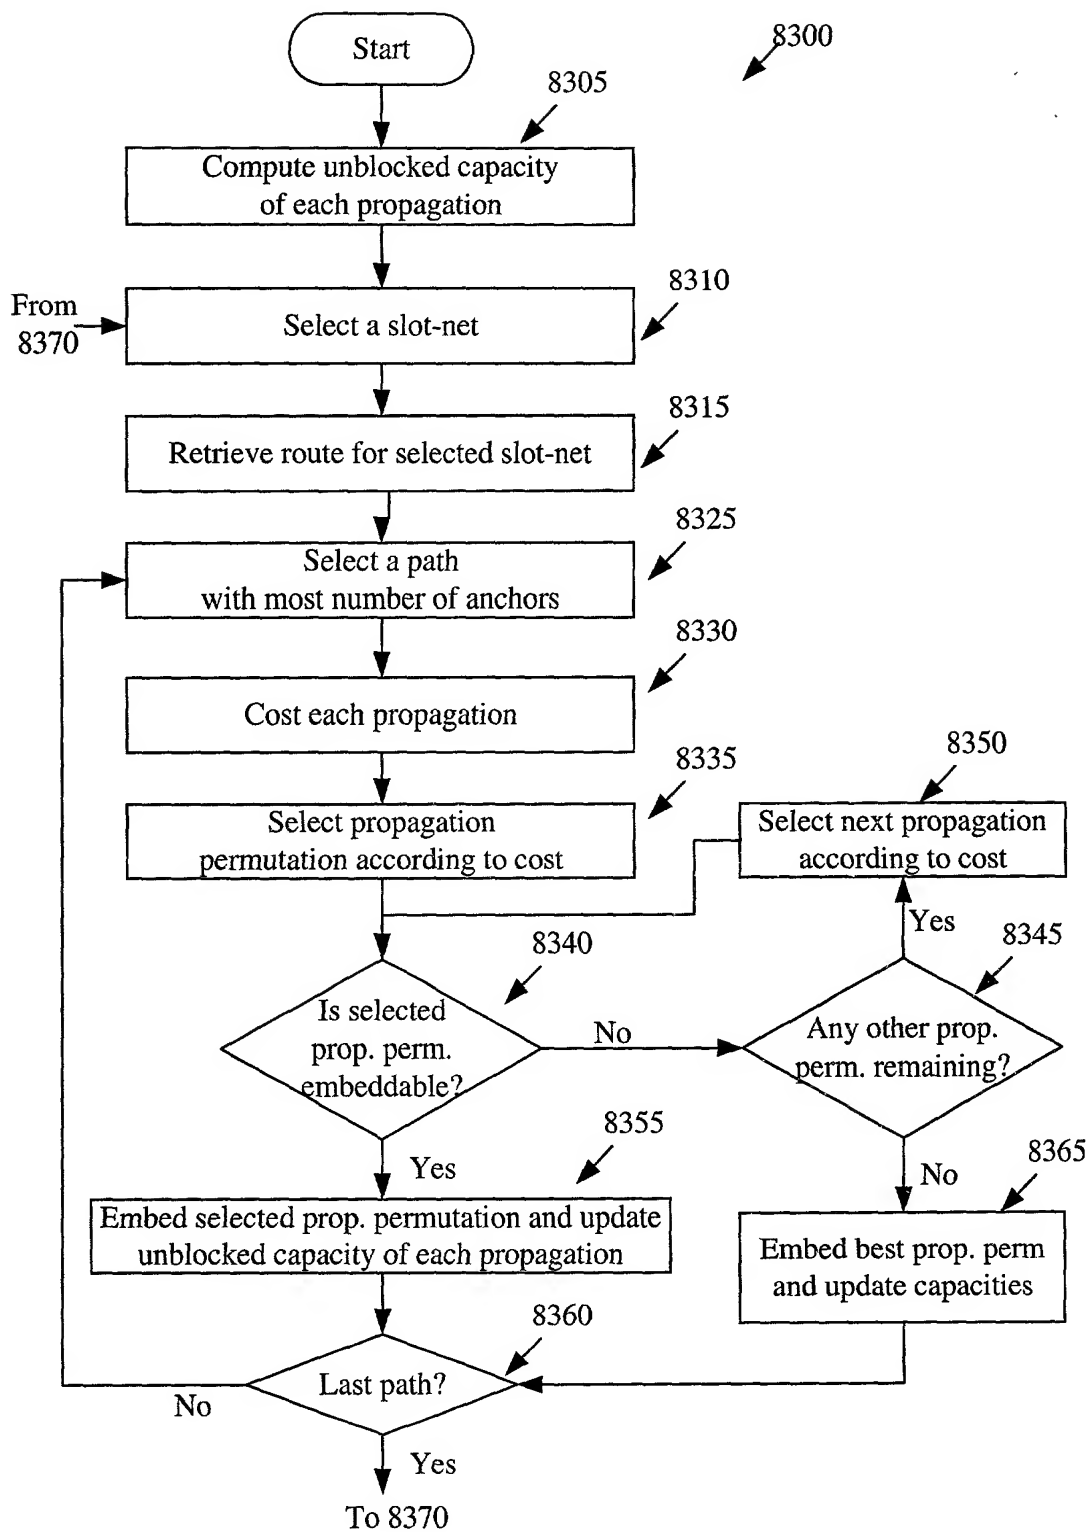 Start
8300
8305
Compute unblocked capacity
of each propagation
8310
From
8370
Select a slot-net
8315
Retrieve route for selected slot-net
8325
Select a path
with most number of anchors
8330
Cost each propagation
8335
Select propagation
permutation according to cost
8350
Select next propagation
according to cost
Yes
8340
8345
Is selected
prop. perm.
embeddable?
No
Any other prop.
perm. remaining?
8355
Yes
No
8365
Embed selected prop. permutation and update
unblocked capacity of each propagation
Embed best prop. perm
and update capacities
8360
Last path?
No
Yes
To 8370